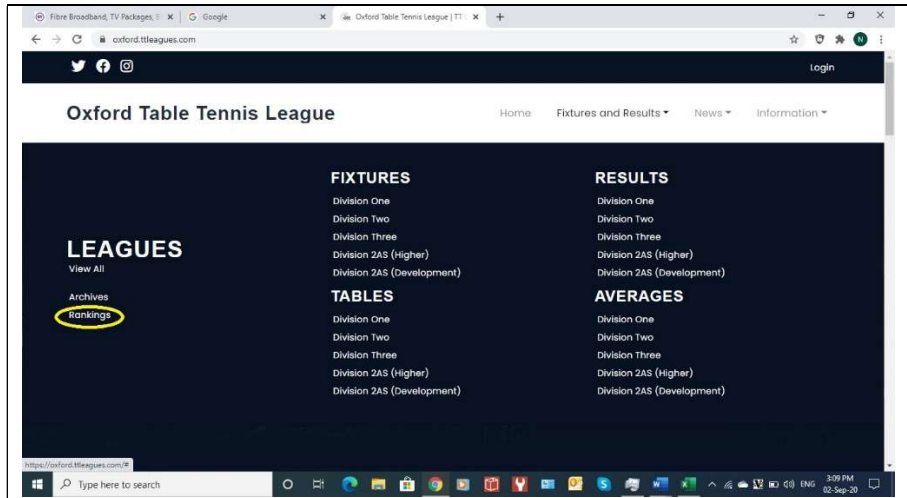 Fibre Broadband, TV Packages,
Google
Oxford Table Tennis League | TT
oxford.ttleagues.com
N
Login
Oxford Table Tennis League
Home
Fixtures and Results
News
Information
LEAGUES
View All
Archives
Rankings
FIXTURES
Division One
Division Two
Division Three
Division 2AS (Higher)
Division 2AS (Development)
RESULTS
Division One
Division Two
Division Three
Division 2AS (Higher)
Division 2AS (Development)
TABLES
Division One
Division Two
Division Three
Division 2AS (Higher)
Division 2AS (Development)
AVERAGES
Division One
Division Two
Division Three
Division 2AS (Higher)
Division 2AS (Development)
https://oxford.ttleagues.com/#
Type here to search
ENG
3:09 PM
02-Sep-20